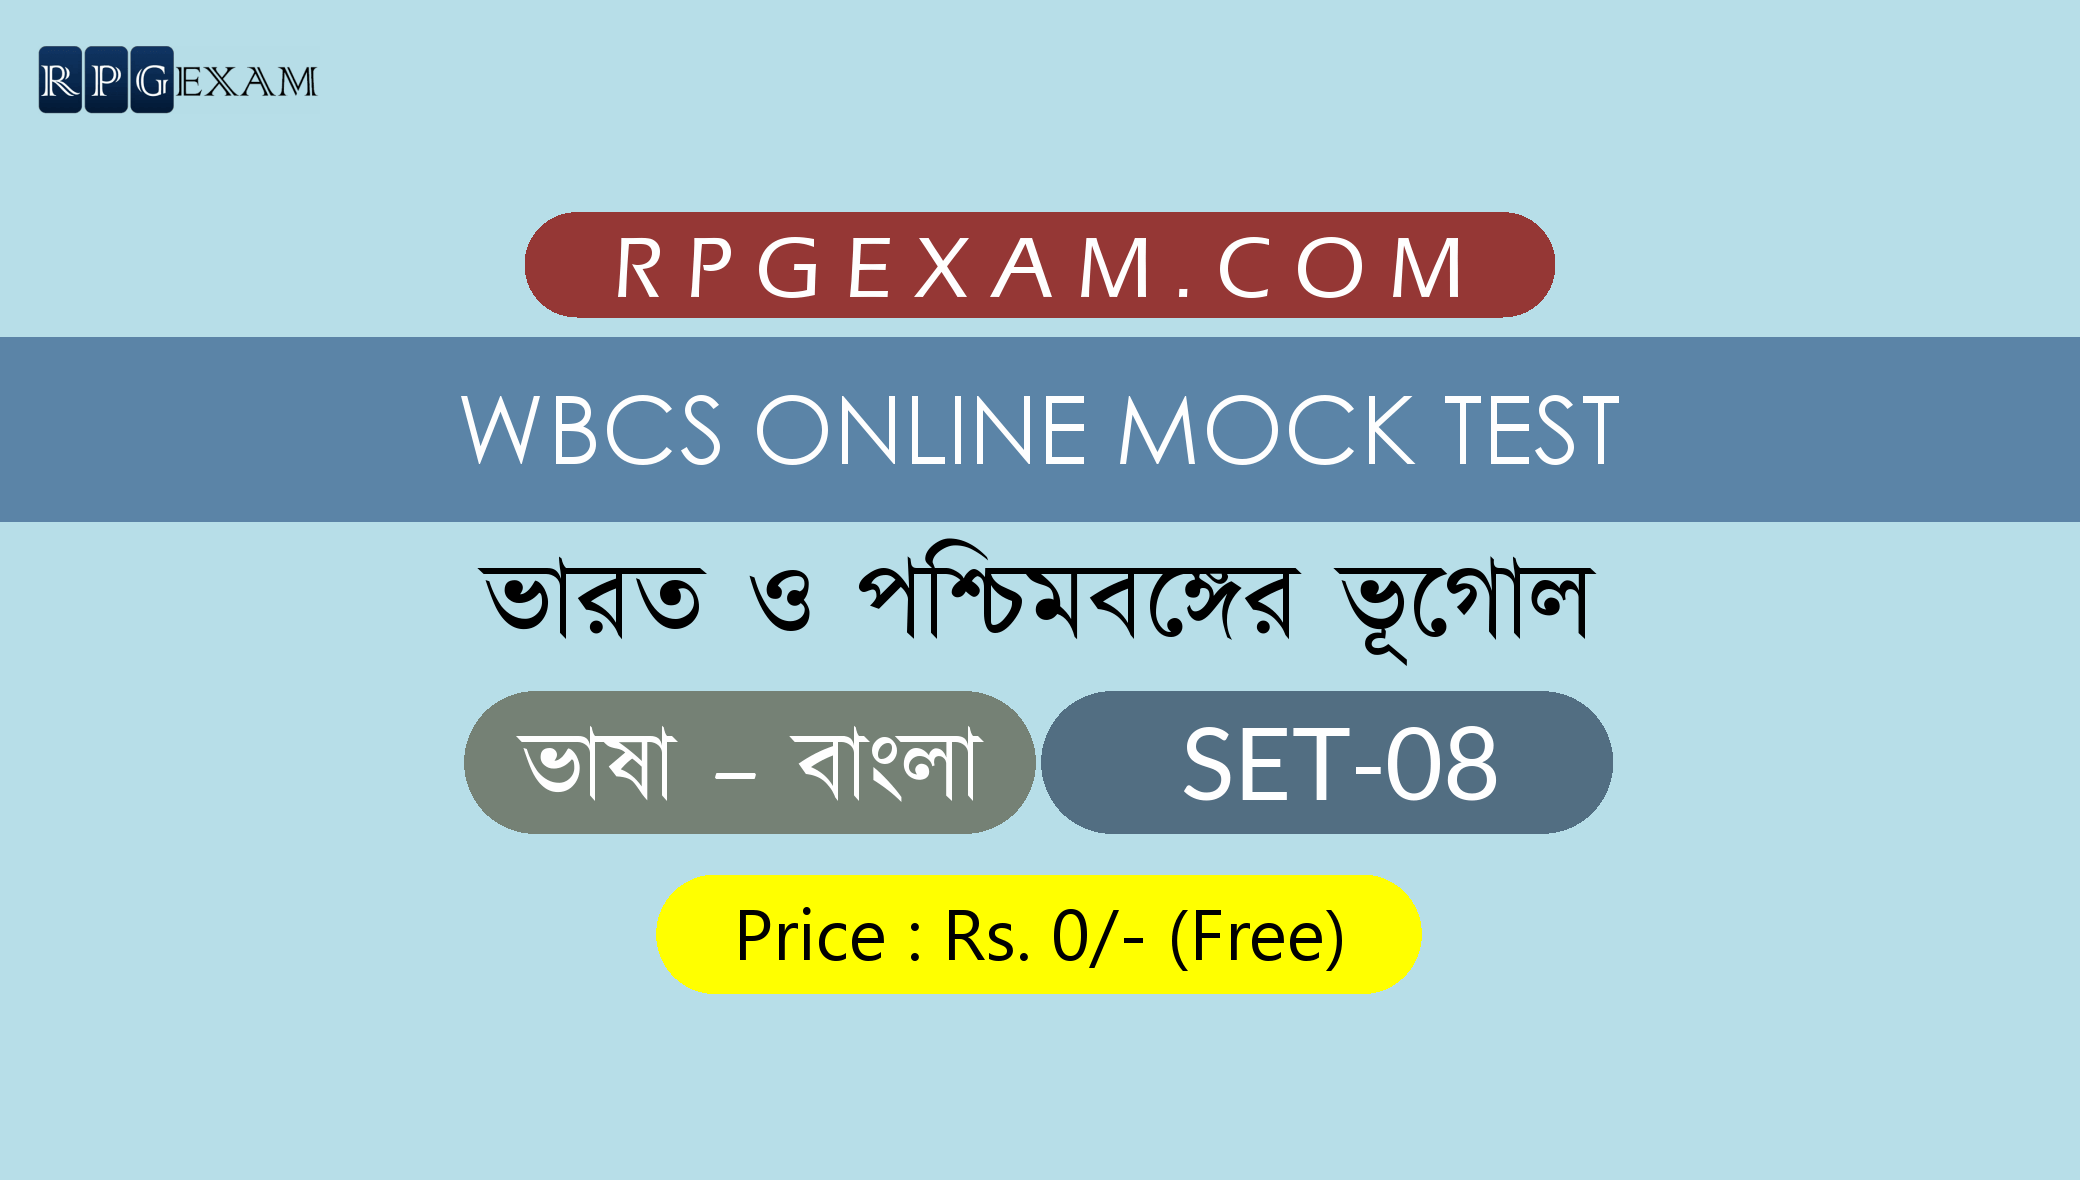 RPGEXAM
RPGEXAM.COM
WBCS ONLINE MOCK TEST
ভারত ও পশ্চিমবঙ্গের ভূগোল
ভাষা – বাংলা
SET-08
Price : Rs. 0/- (Free)